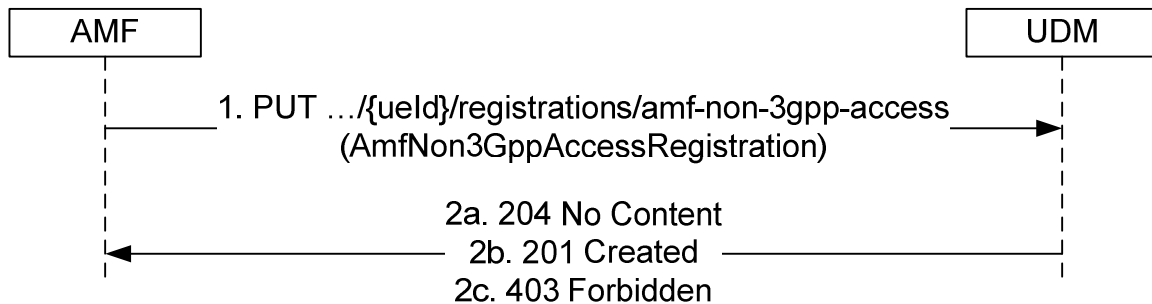 AMF
UDM
1. PUT …/{ueId}/registrations/amf-non-3gpp-access
(AmfNon3GppAccessRegistration)
2a. 204 No Content
2b. 201 Created
2c. 403 Forbidden